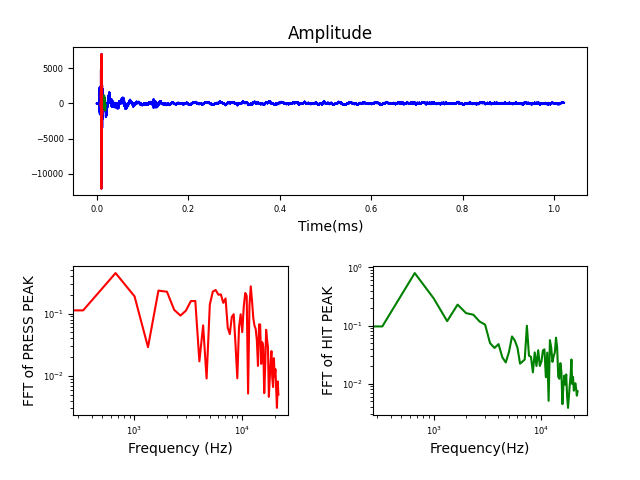 Amplitude
5000
0
−5000
−10000
0.0 0.2 0.4 0.6 0.8 1.0
Time(ms)
FFT of PRESS PEAK
10⁻¹
10⁻²
10³ 10⁴
Frequency (Hz)
FFT of HIT PEAK
10⁰
10⁻¹
10⁻²
10³ 10⁴
Frequency(Hz)